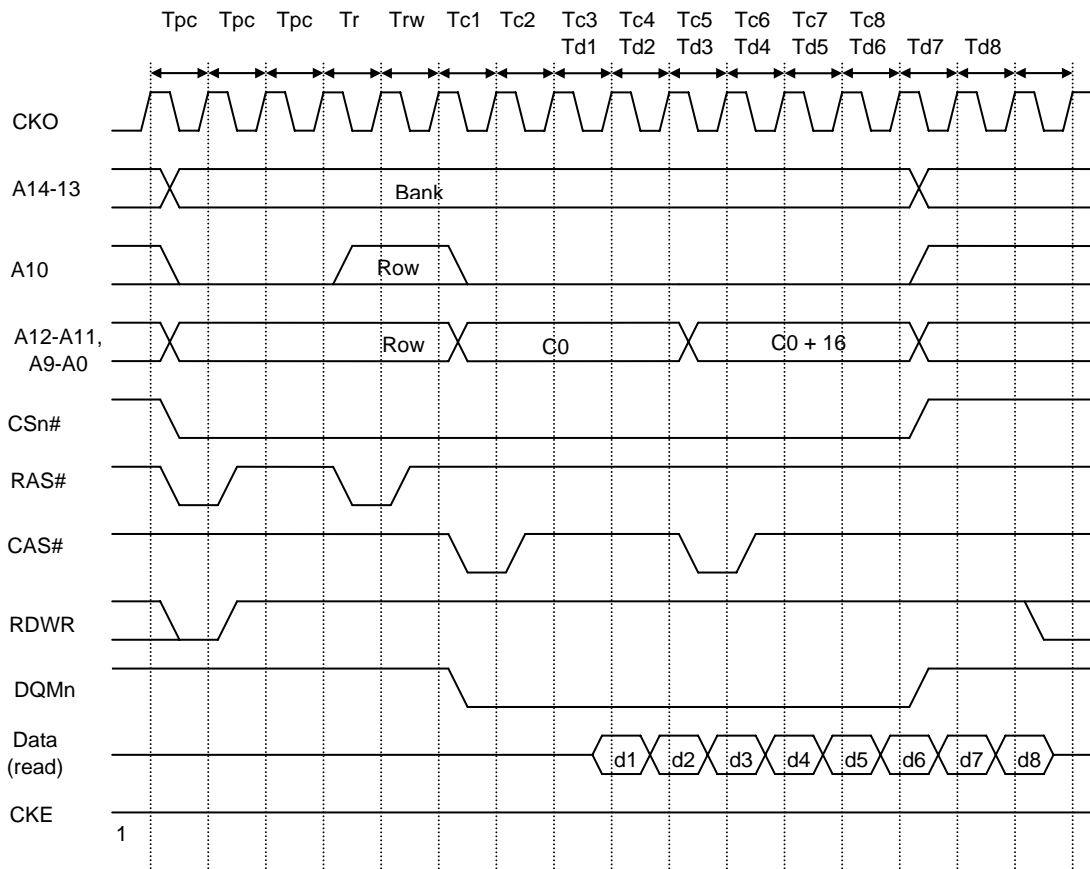 Tpc Tpc Tpc Tr Trw Tc1 Tc2 Tc3 Tc4 Tc5 Tc6 Tc7 Tc8
Td1 Td2 Td3 Td4 Td5 Td6 Td7 Td8
CKO
A14-13
Bank
A10
Row
A12-A11,
A9-A0
Row C0 C0 + 16
CSn#
RAS#
CAS#
RDWR
DQMn
Data
(read)
d1 d2 d3 d4 d5 d6 d7 d8
CKE
1